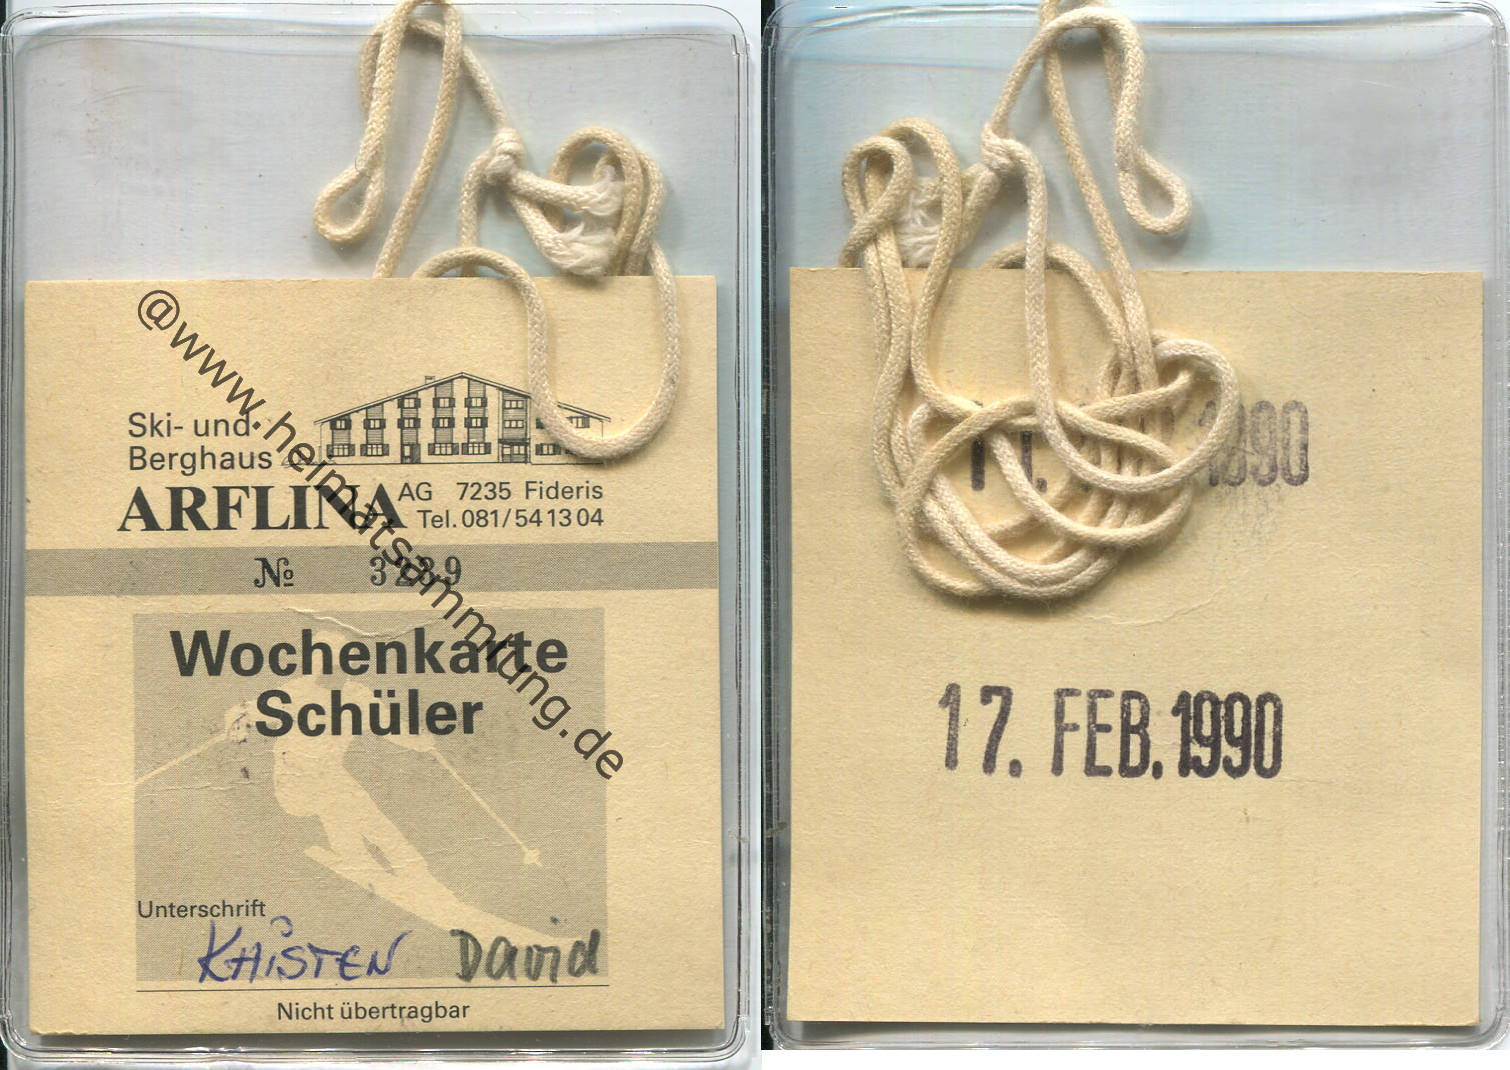 Ski- und
Berghaus
ARFLINA AG 7235 Fideris
Tel. 081/54 13 04
№ 3239
Wochenkarte
Schüler
Unterschrift
KAISTEN David
Nicht übertragbar
@www.heimatsammlung.de
1990
17. FEB. 1990